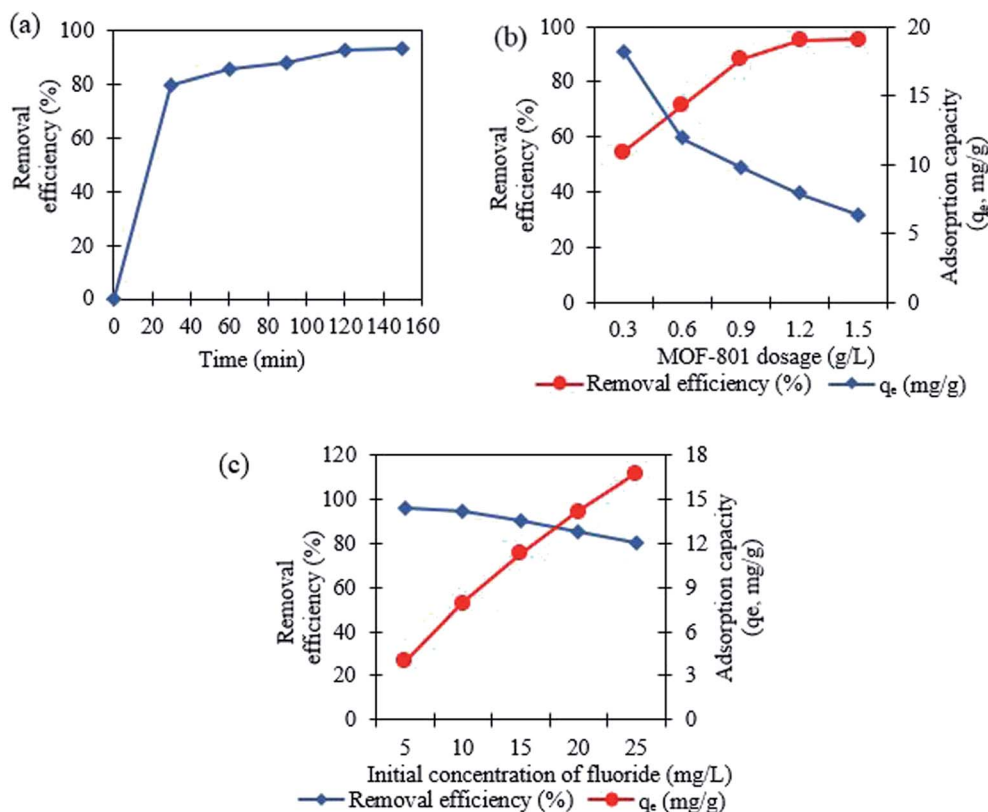 (a)
100
80
60
40
20
0
Removal
efficiency (%)
0 20 40 60 80 100 120 140 160
Time (min)
(b)
100
80
60
40
20
0
Removal
efficiency (%)
20
15
10
5
0
Adsorption capacity
(qₑ, mg/g)
0.3 0.6 0.9 1.2 1.5
MOF-801 dosage (g/L)
Removal efficiency (%) qₑ (mg/g)
(c)
120
100
80
60
40
20
0
Removal
efficiency (%)
18
15
12
9
6
3
0
Adsorption capacity
(qe, mg/g)
5 10 15 20 25
Initial concentration of fluoride (mg/L)
Removal efficiency (%) qₑ (mg/g)